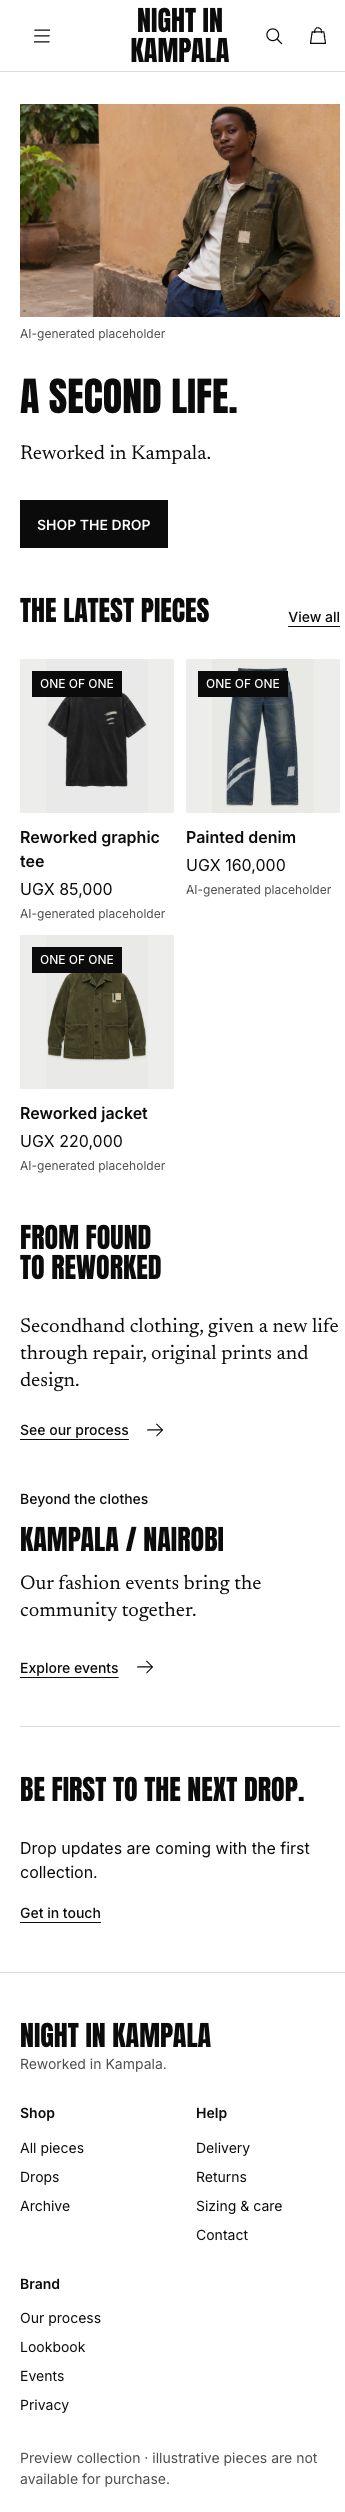 NIGHT IN
KAMPALA
AI-generated placeholder
A SECOND LIFE.
Reworked in Kampala.
SHOP THE DROP
THE LATEST PIECES
View all
ONE OF ONE
ONE OF ONE
Reworked graphic
tee
UGX 85,000
AI-generated placeholder
Painted denim
UGX 160,000
AI-generated placeholder
ONE OF ONE
Reworked jacket
UGX 220,000
AI-generated placeholder
FROM FOUND
TO REWORKED
Secondhand clothing, given a new life
through repair, original prints and
design.
See our process
Beyond the clothes
KAMPALA / NAIROBI
Our fashion events bring the
community together.
Explore events
BE FIRST TO THE NEXT DROP.
Drop updates are coming with the first
collection.
Get in touch
NIGHT IN KAMPALA
Reworked in Kampala.
Shop
All pieces
Drops
Archive
Help
Delivery
Returns
Sizing & care
Contact
Brand
Our process
Lookbook
Events
Privacy
Preview collection · illustrative pieces are not
available for purchase.